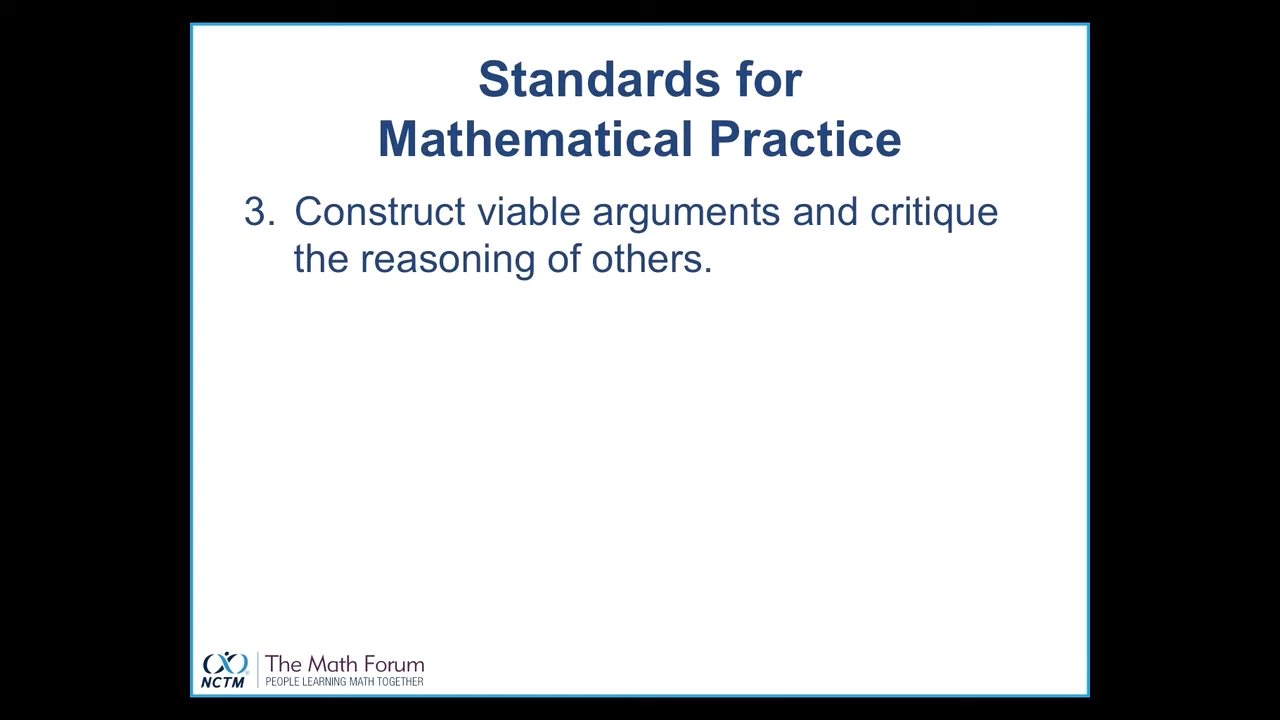 Standards for
Mathematical Practice
3. Construct viable arguments and critique
the reasoning of others.
NCTM
The Math Forum
PEOPLE LEARNING MATH TOGETHER